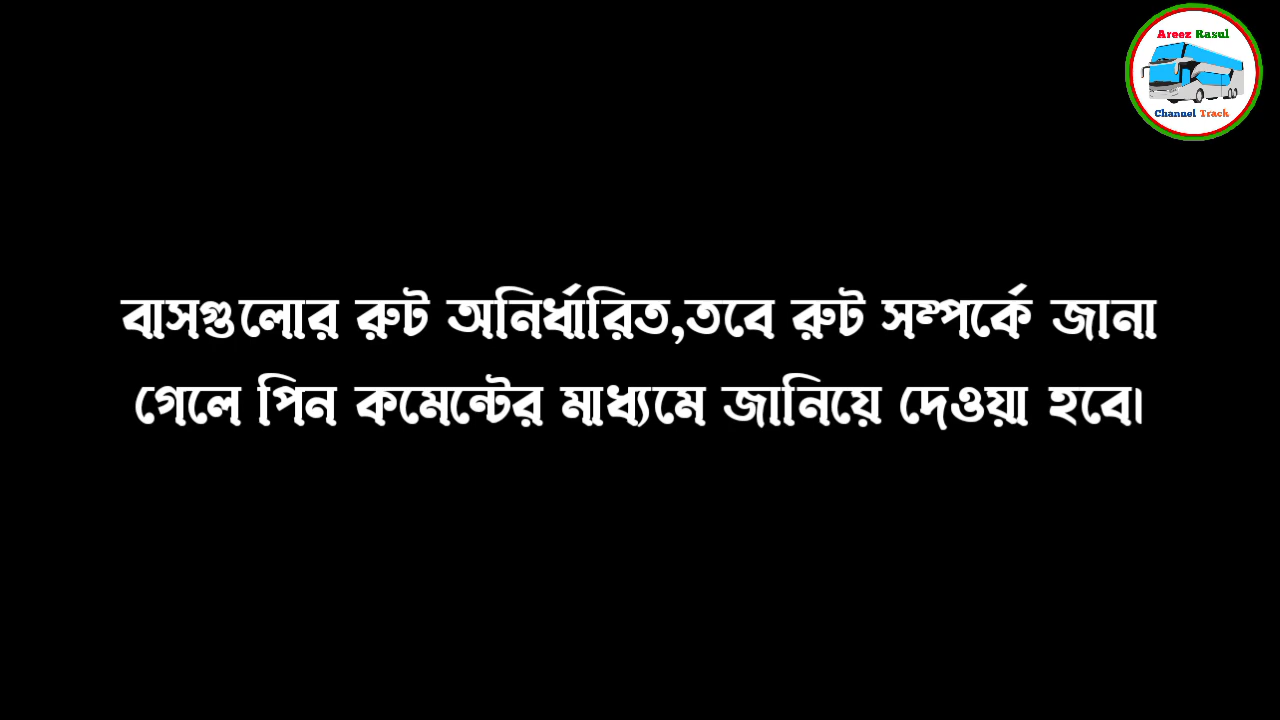 Areez Rasul
Channel Track
বাসগুলোর রুট অনির্ধারিত,তবে রুট সম্পর্কে জানা
গেলে পিন কমেন্টের মাধ্যমে জানিয়ে দেওয়া হবে।